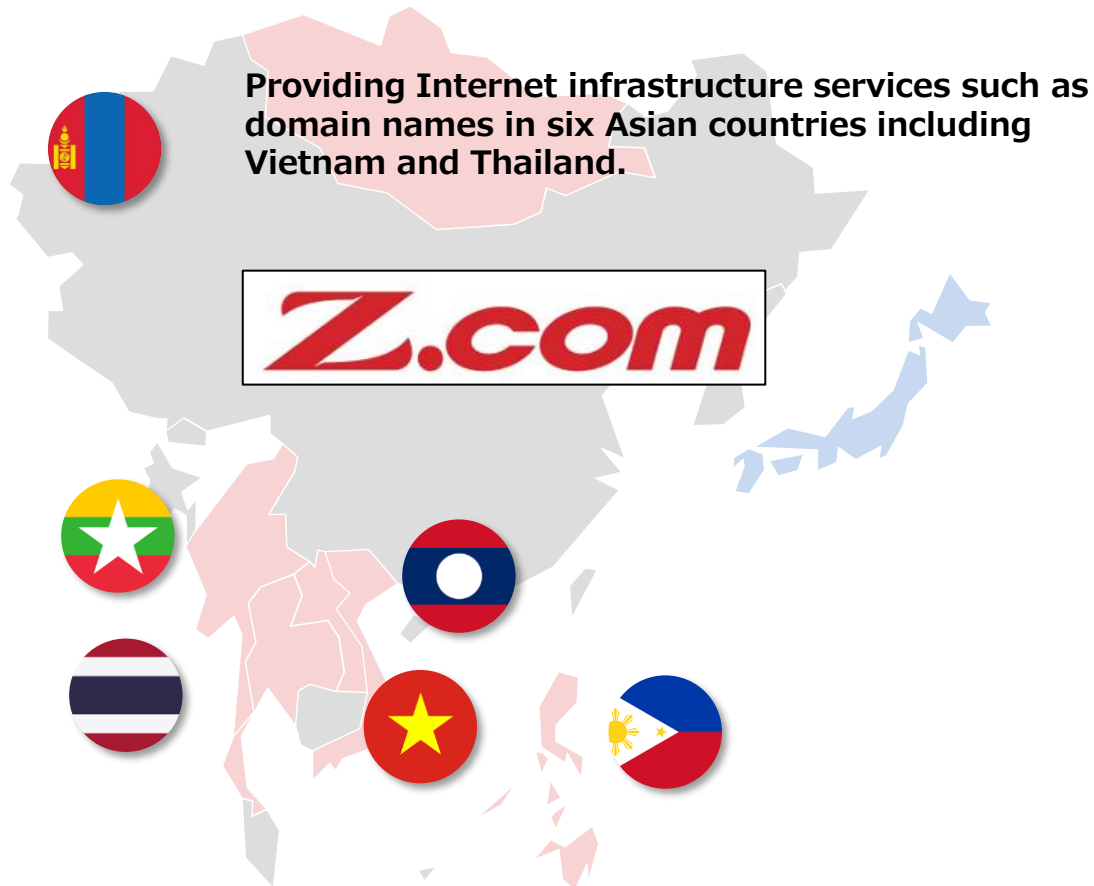 Providing Internet infrastructure services such as
domain names in six Asian countries including
Vietnam and Thailand.
Z.com